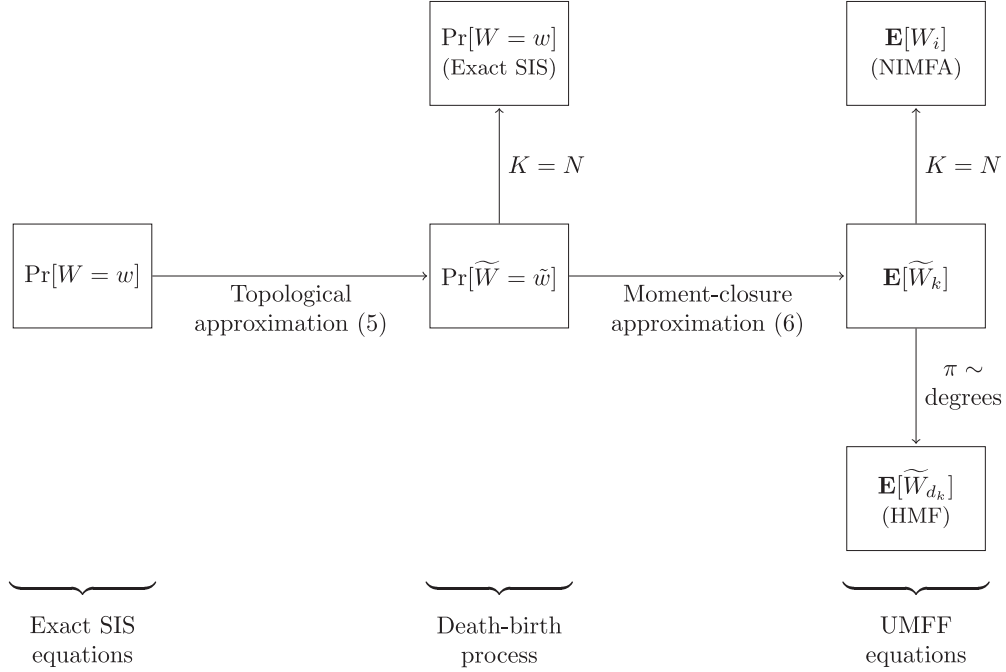 Pr[W = w]
(Exact SIS)
E[W_i]
(NIMFA)
K = N
K = N
Pr[W = w]
Topological
approximation (5)
Pr[W̃ = w̃]
Moment-closure
approximation (6)
E[W̃_k]
π ∼
degrees
E[W̃_{d_k}]
(HMF)
Exact SIS
equations
Death-birth
process
UMFF
equations